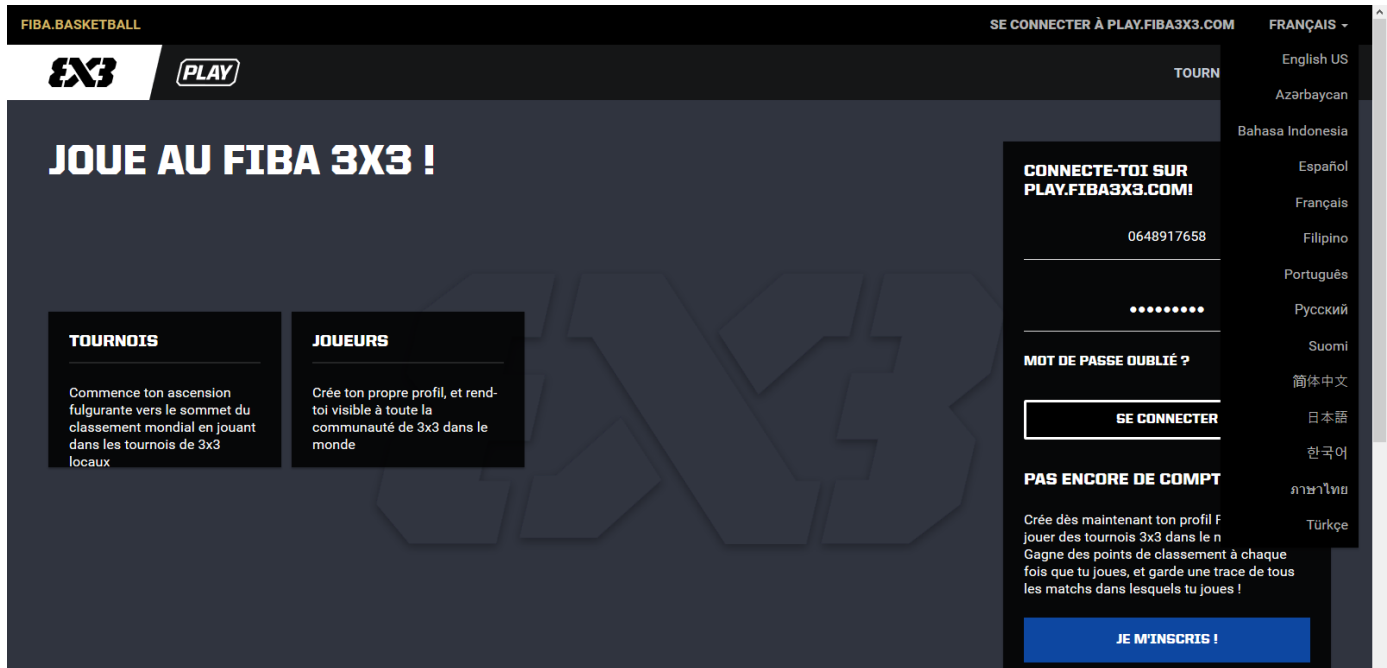 FIBA.BASKETBALL
SE CONNECTER À PLAY.FIBA3X3.COM
FRANÇAIS
3X3
PLAY
TOURN
English US
Azərbaycan
Bahasa Indonesia
Español
Français
Filipino
Português
Русский
Suomi
简体中文
日本語
한국어
ภาษาไทย
Türkçe
JOUE AU FIBA 3X3 !
TOURNOIS
Commence ton ascension
fulgurante vers le sommet du
classement mondial en jouant
dans les tournois de 3x3
locaux
JOUEURS
Crée ton propre profil, et rend-
toi visible à toute la
communauté de 3x3 dans le
monde
CONNECTE-TOI SUR
PLAY.FIBA3X3.COM!
0648917658
•••••••••
MOT DE PASSE OUBLIÉ ?
SE CONNECTER
PAS ENCORE DE COMPT
Crée dès maintenant ton profil F
jouer des tournois 3x3 dans le
Gagne des points de classement à chaque
fois que tu joues, et garde une trace de tous
les matchs dans lesquels tu joues !
JE M'INSCRIS !